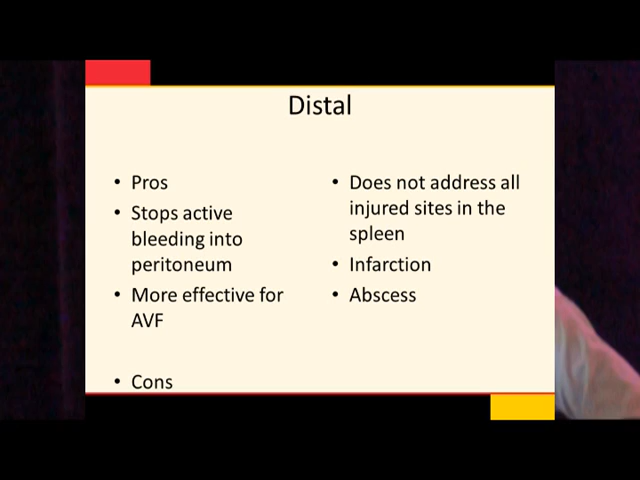 Distal
• Pros
• Stops active
bleeding into
peritoneum
• More effective for
AVF
• Cons
• Does not address all
injured sites in the
spleen
• Infarction
• Abscess